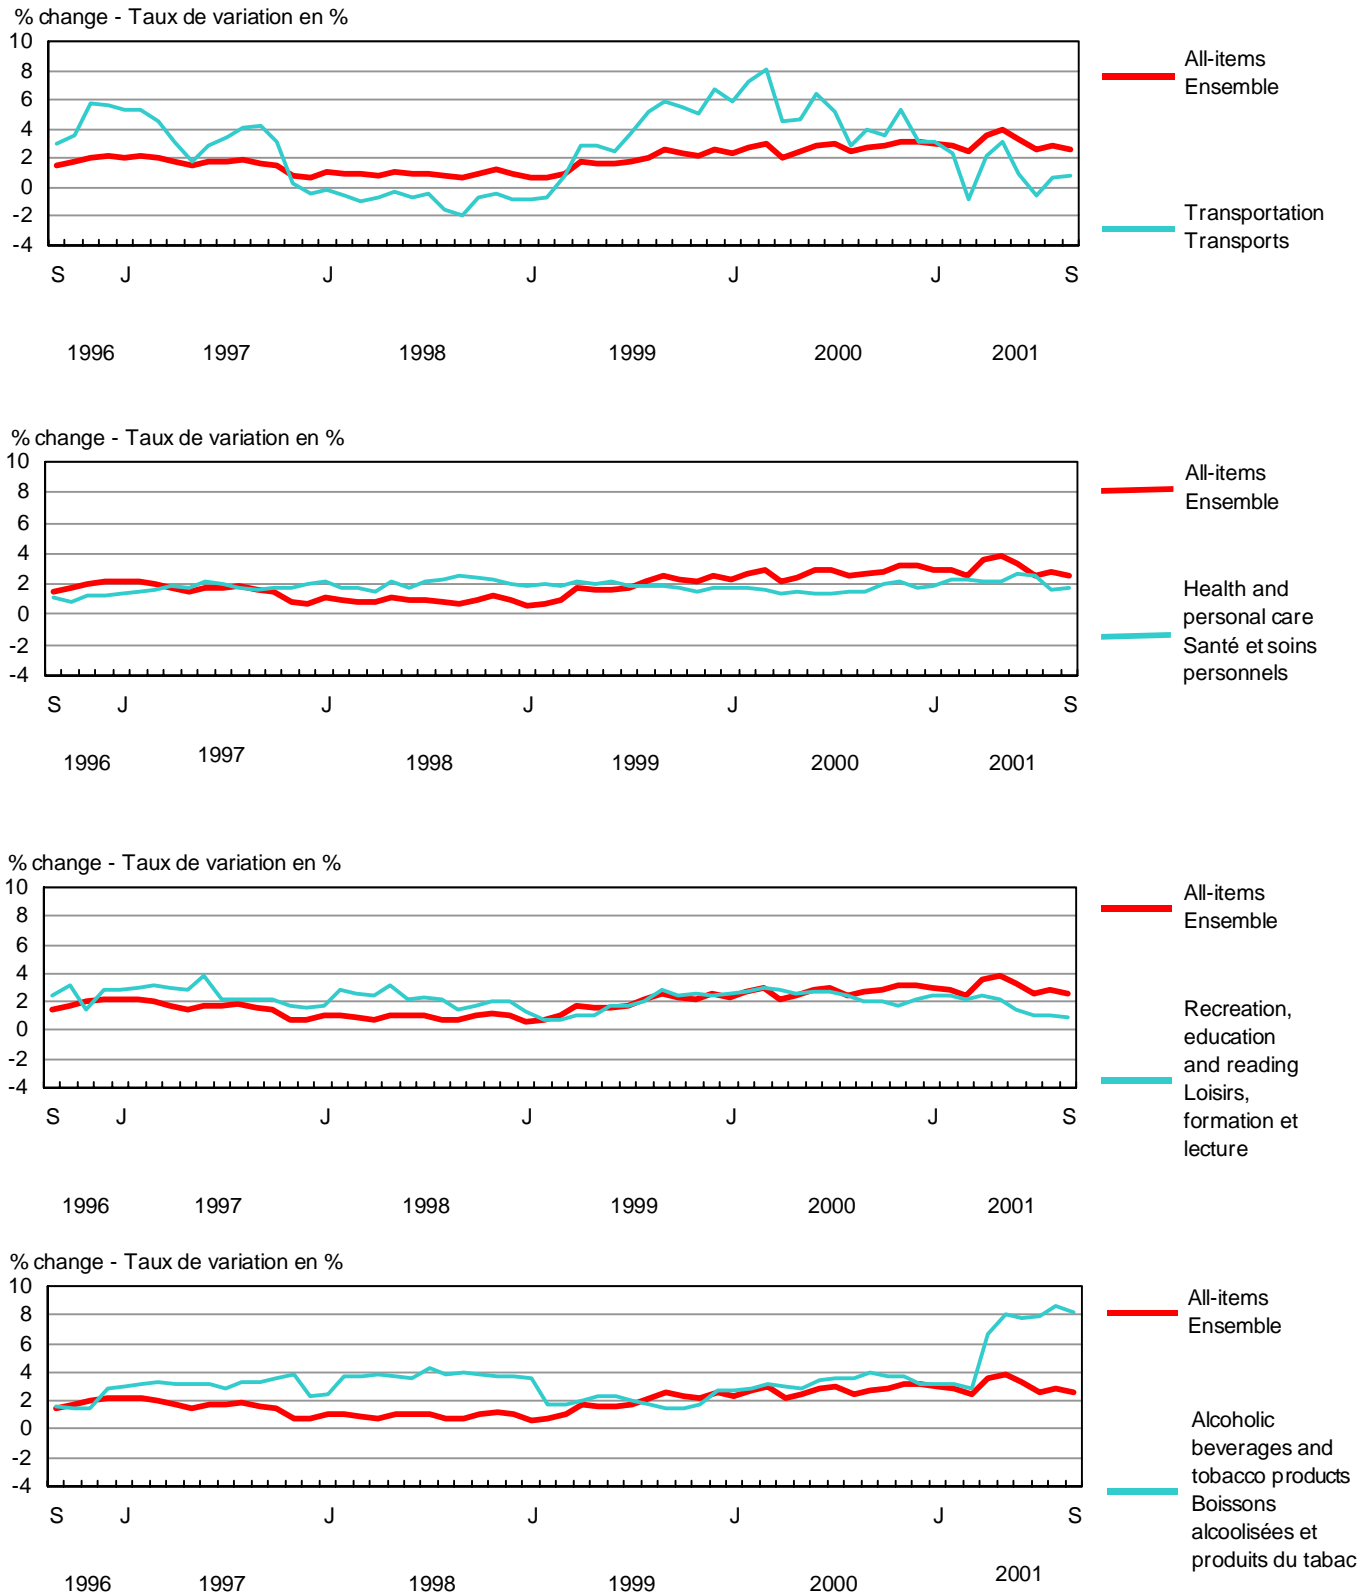 % change - Taux de variation en %
10
8
6
4
2
0
-2
-4
S J J J J J S
1996 1997 1998 1999 2000 2001
All-items
Ensemble
Transportation
Transports
% change - Taux de variation en %
10
8
6
4
2
0
-2
-4
S J J J J J S
1996 1997 1998 1999 2000 2001
All-items
Ensemble
Health and
personal care
Santé et soins
personnels
% change - Taux de variation en %
10
8
6
4
2
0
-2
-4
S J J J J J S
1996 1997 1998 1999 2000 2001
All-items
Ensemble
Recreation,
education
and reading
Loisirs,
formation et
lecture
% change - Taux de variation en %
10
8
6
4
2
0
-2
-4
S J J J J J S
1996 1997 1998 1999 2000 2001
All-items
Ensemble
Alcoholic
beverages and
tobacco products
Boissons
alcoolisées et
produits du tabac